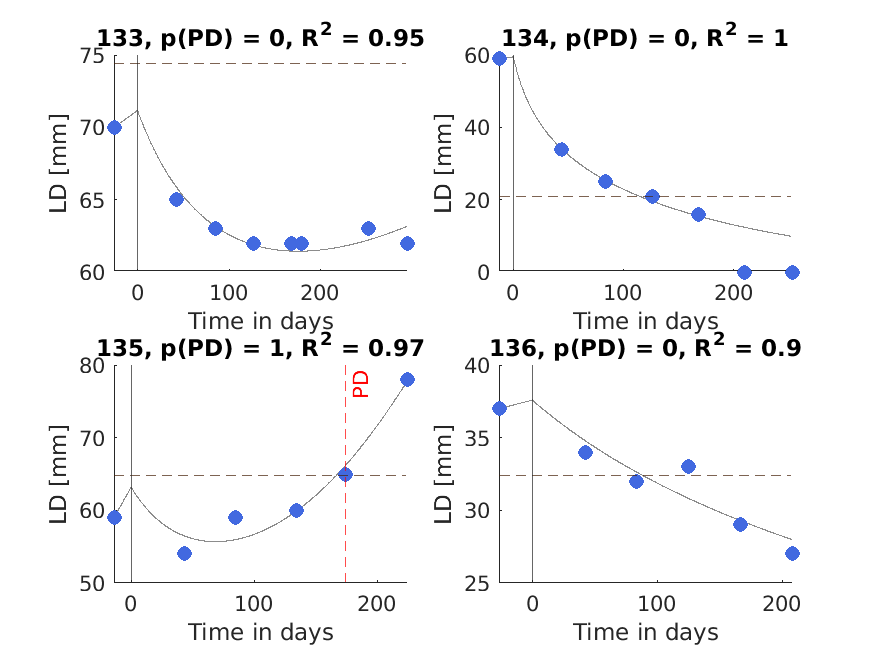 133, p(PD) = 0, R² = 0.95
75
70
65
60
LD [mm]
0
100
200
Time in days
134, p(PD) = 0, R² = 1
60
40
20
0
LD [mm]
0
100
200
Time in days
135, p(PD) = 1, R² = 0.97
80
70
60
50
LD [mm]
PD
0
100
200
Time in days
136, p(PD) = 0, R² = 0.9
40
35
30
25
LD [mm]
0
100
200
Time in days